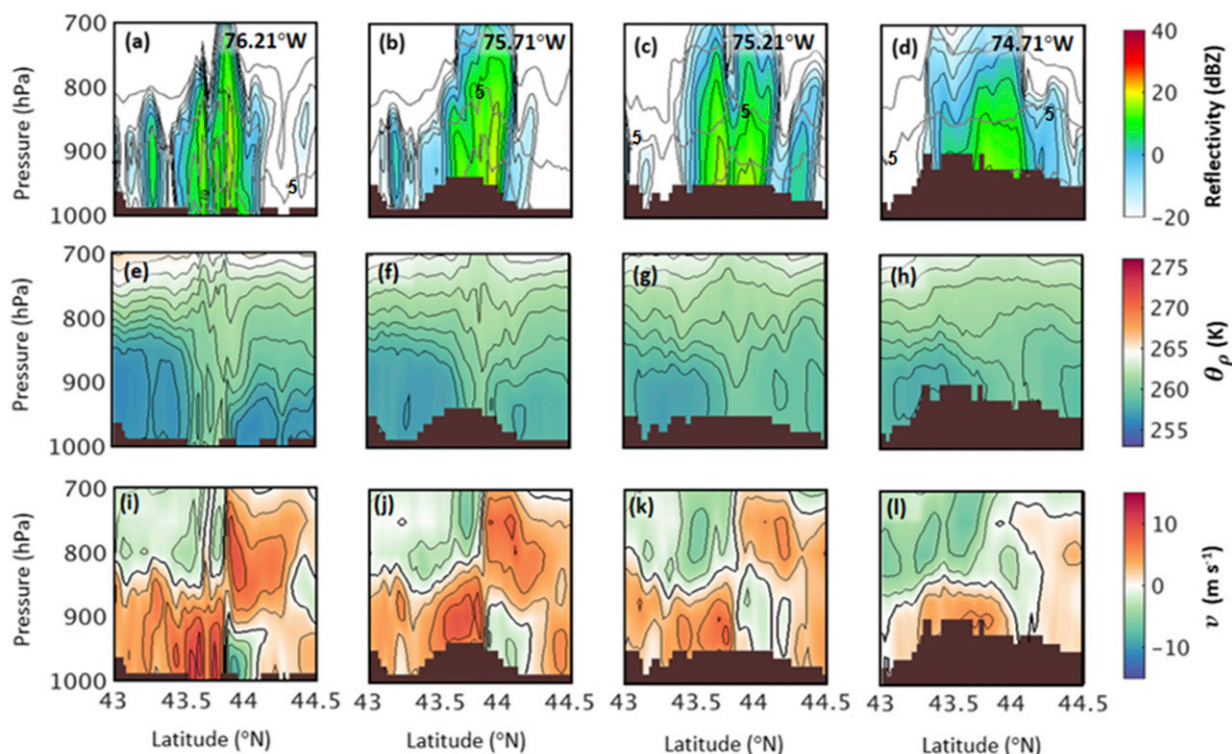 700 (a) 76.21°W (b) 75.71°W (c) 75.21°W (d) 74.71°W 40
800 5 5 5 20
900 5 5 0
1000 5 -20
Pressure (hPa) Reflectivity (dBZ)
700 (e) (f) (g) (h) 275
800 270
900 265
1000 260
255
Pressure (hPa) θρ (K)
700 (i) (j) (k) (l) 10
800 0
900 -10
1000
Pressure (hPa) v (m s⁻¹)
43 43.5 44 44.5 43 43.5 44 44.5 43 43.5 44 44.5 43 43.5 44 44.5
Latitude (°N) Latitude (°N) Latitude (°N) Latitude (°N)